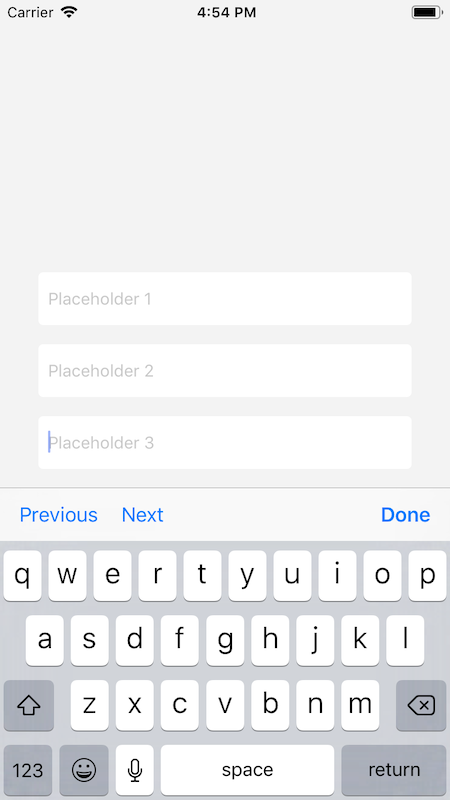 Carrier 4:54 PM
Placeholder 1
Placeholder 2
Placeholder 3
Previous Next Done
q w e r t y u i o p
a s d f g h j k l
z x c v b n m
123 space return